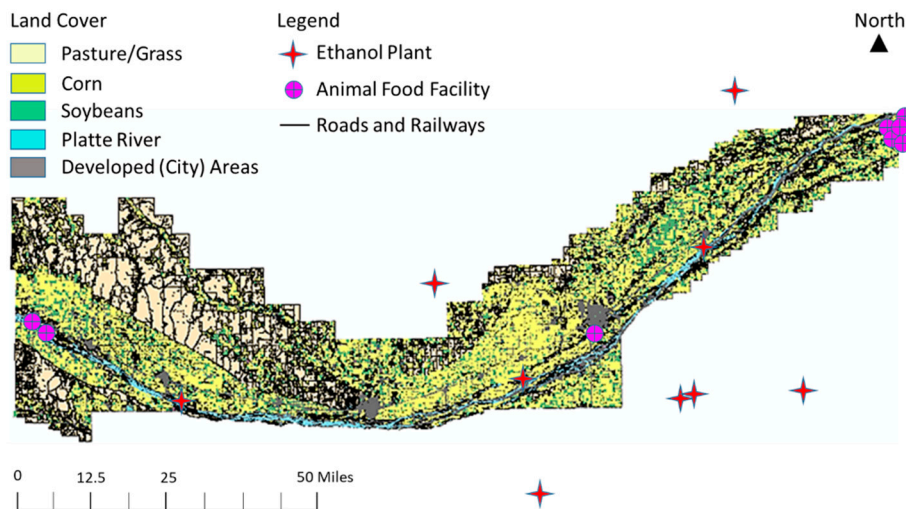 Land Cover
Pasture/Grass
Corn
Soybeans
Platte River
Developed (City) Areas
Legend
Ethanol Plant
Animal Food Facility
Roads and Railways
North
0 12.5 25 50 Miles